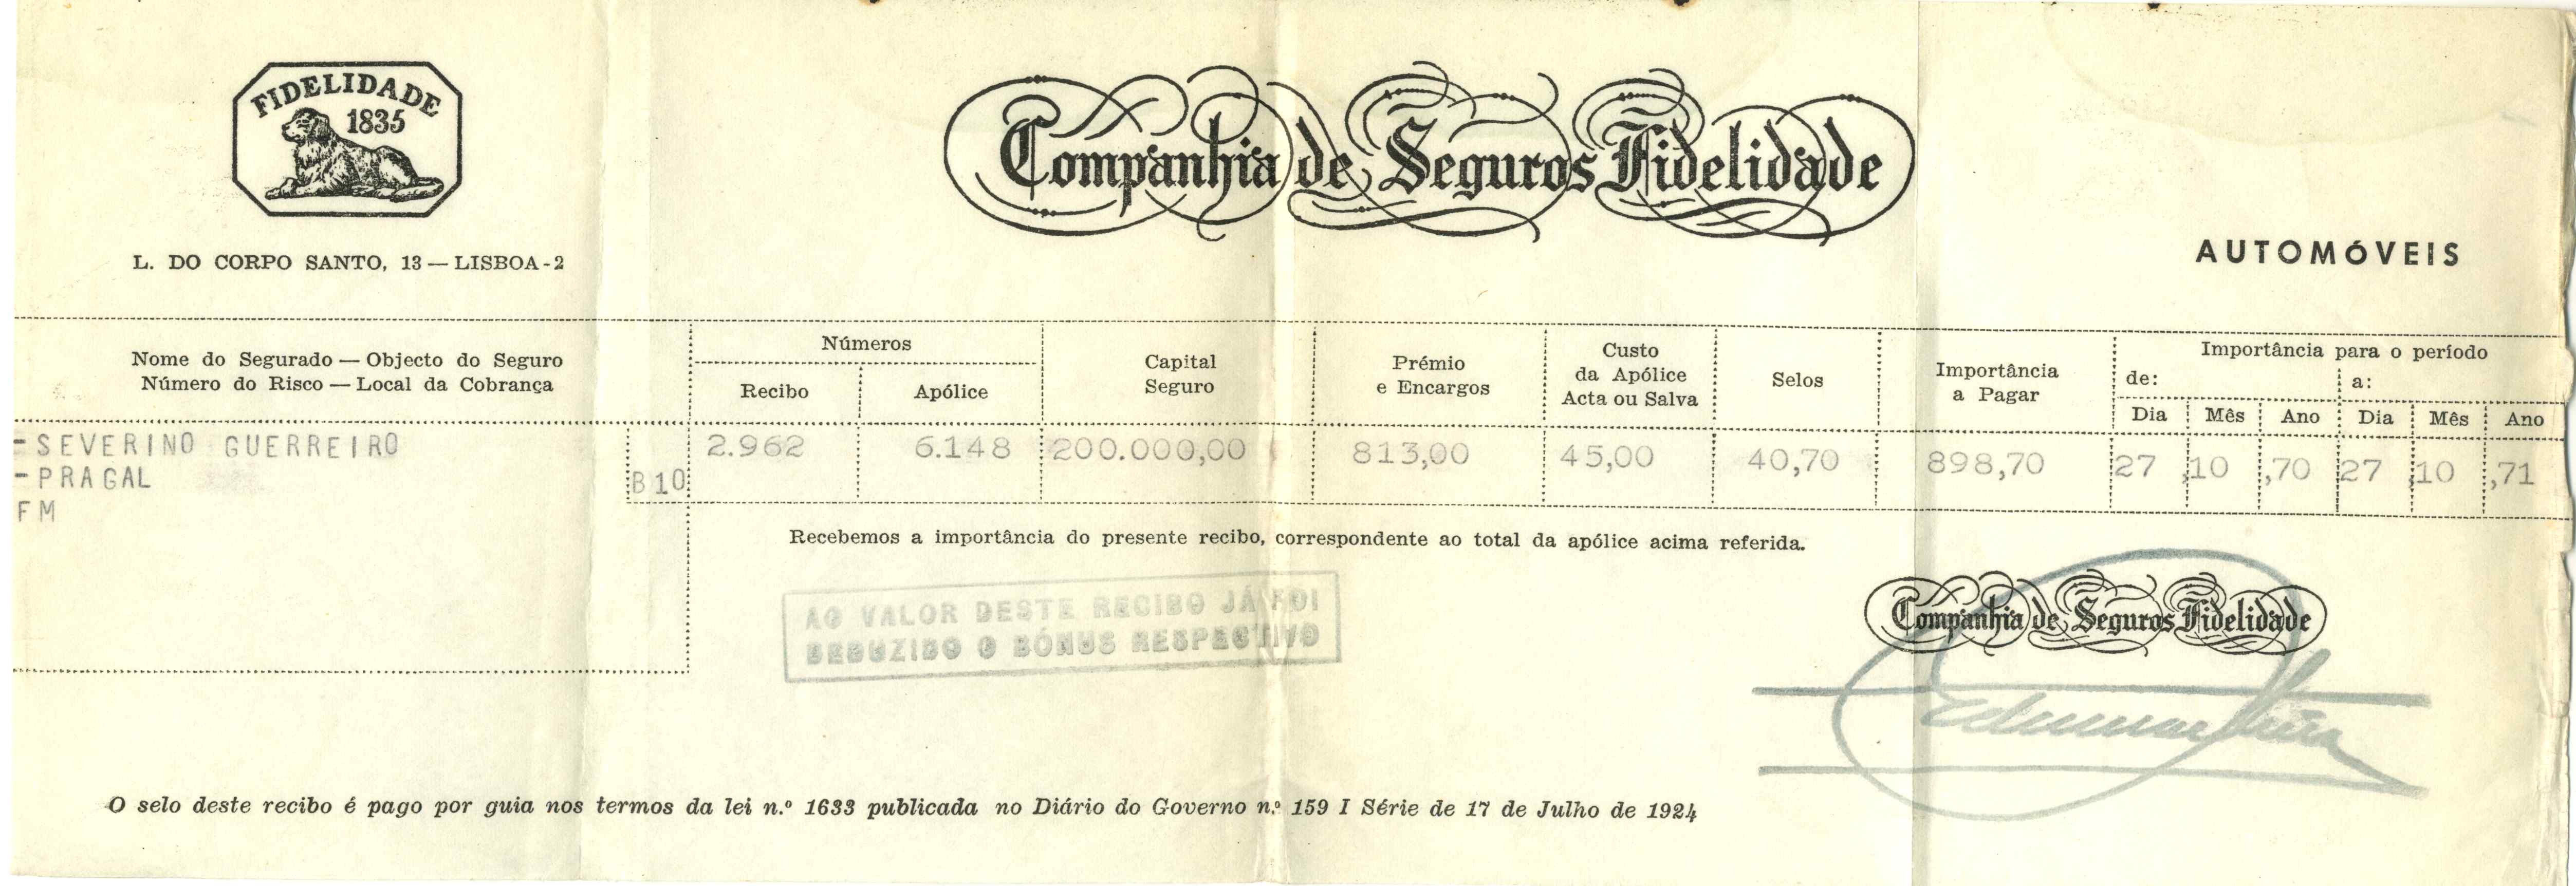 FIDELIDADE
1835
Companhia de Seguros Fidelidade
L. DO CORPO SANTO, 13 — LISBOA-2
AUTOMÓVEIS
Nome do Segurado — Objecto do Seguro
Número do Risco — Local da Cobrança
Números
Recibo
Apólice
Capital
Seguro
Prémio
e Encargos
Custo
da Apólice
Acta ou Salva
Selos
Importância
a Pagar
Importância para o período
de:
a:
Dia Mês Ano Dia Mês Ano
-SEVERINO GUERREIRO
-PRAGAL
FM
B10
2.962 6.148 200.000,00 813,00 45,00 40,70 898,70 27 ,10 ,70 27 ,10 ,71
Recebemos a importância do presente recibo, correspondente ao total da apólice acima referida.
AO VALOR DESTE RECIBO JÁ FOI
DEDUZIDO O BÓNUS RESPECTIVO
Companhia de Seguros Fidelidade
O selo deste recibo é pago por guia nos termos da lei n.º 1633 publicada no Diário do Governo n.º 159 I Série de 17 de Julho de 1924